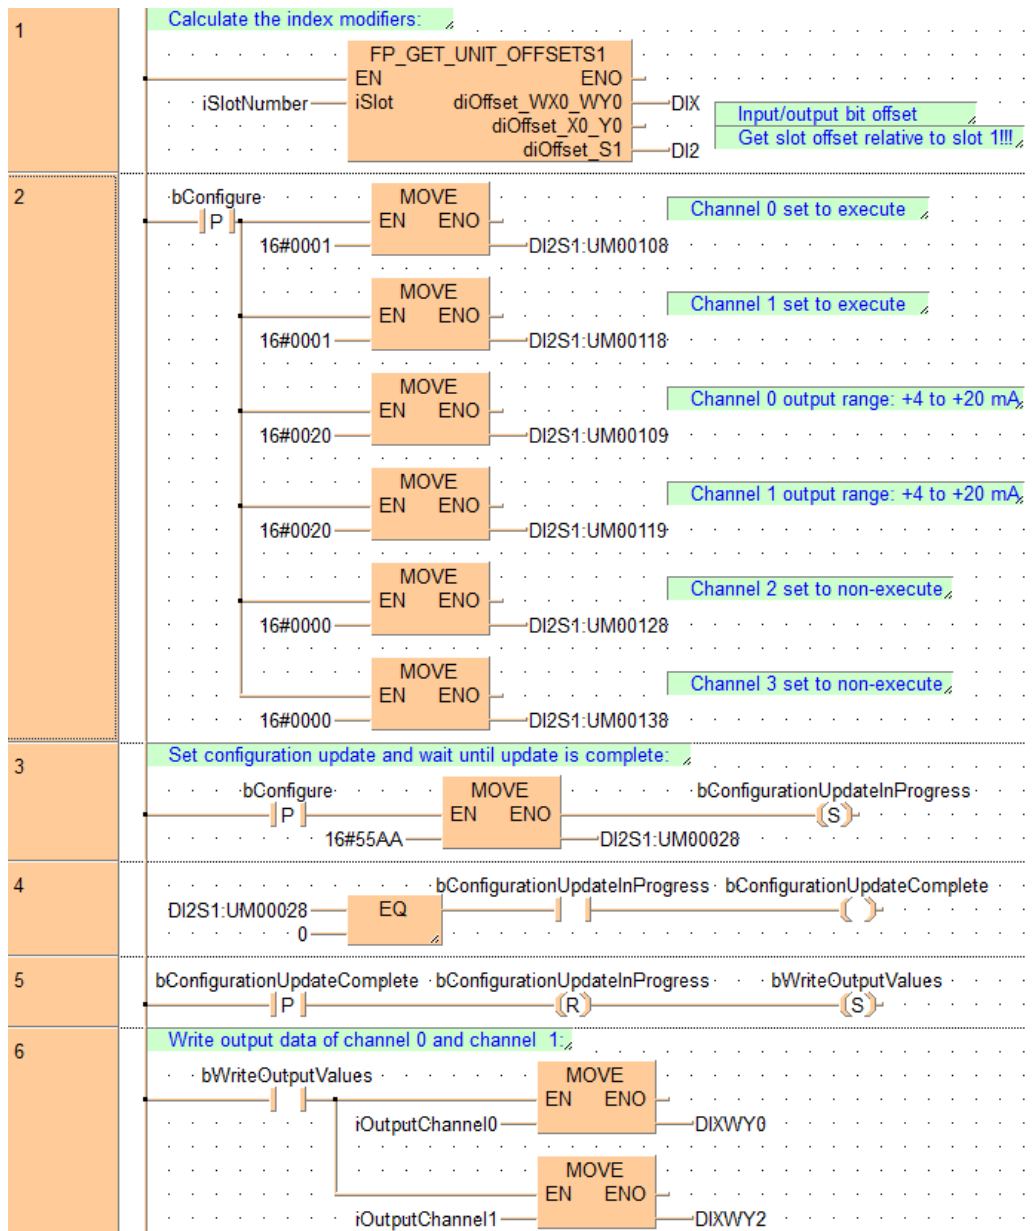 1
Calculate the index modifiers:
FP_GET_UNIT_OFFSETS1
EN ENO
iSlotNumber iSlot diOffset_WX0_WY0 DIX
diOffset_X0_Y0
diOffset_S1 DI2
Input/output bit offset
Get slot offset relative to slot 1!!!
2
bConfigure MOVE
P EN ENO
Channel 0 set to execute
16#0001 DI2S1:UM00108
MOVE
EN ENO
Channel 1 set to execute
16#0001 DI2S1:UM00118
MOVE
EN ENO
Channel 0 output range: +4 to +20 mA
16#0020 DI2S1:UM00109
MOVE
EN ENO
Channel 1 output range: +4 to +20 mA
16#0020 DI2S1:UM00119
MOVE
EN ENO
Channel 2 set to non-execute
16#0000 DI2S1:UM00128
MOVE
EN ENO
Channel 3 set to non-execute
16#0000 DI2S1:UM00138
3
Set configuration update and wait until update is complete:
bConfigure MOVE bConfigurationUpdateInProgress
P EN ENO S
16#55AA DI2S1:UM00028
4
bConfigurationUpdateInProgress bConfigurationUpdateComplete
DI2S1:UM00028 EQ
0
5
bConfigurationUpdateComplete bConfigurationUpdateInProgress bWriteOutputValues
P R S
6
Write output data of channel 0 and channel 1:
bWriteOutputValues MOVE
EN ENO
iOutputChannel0 DIXWY0
MOVE
EN ENO
iOutputChannel1 DIXWY2